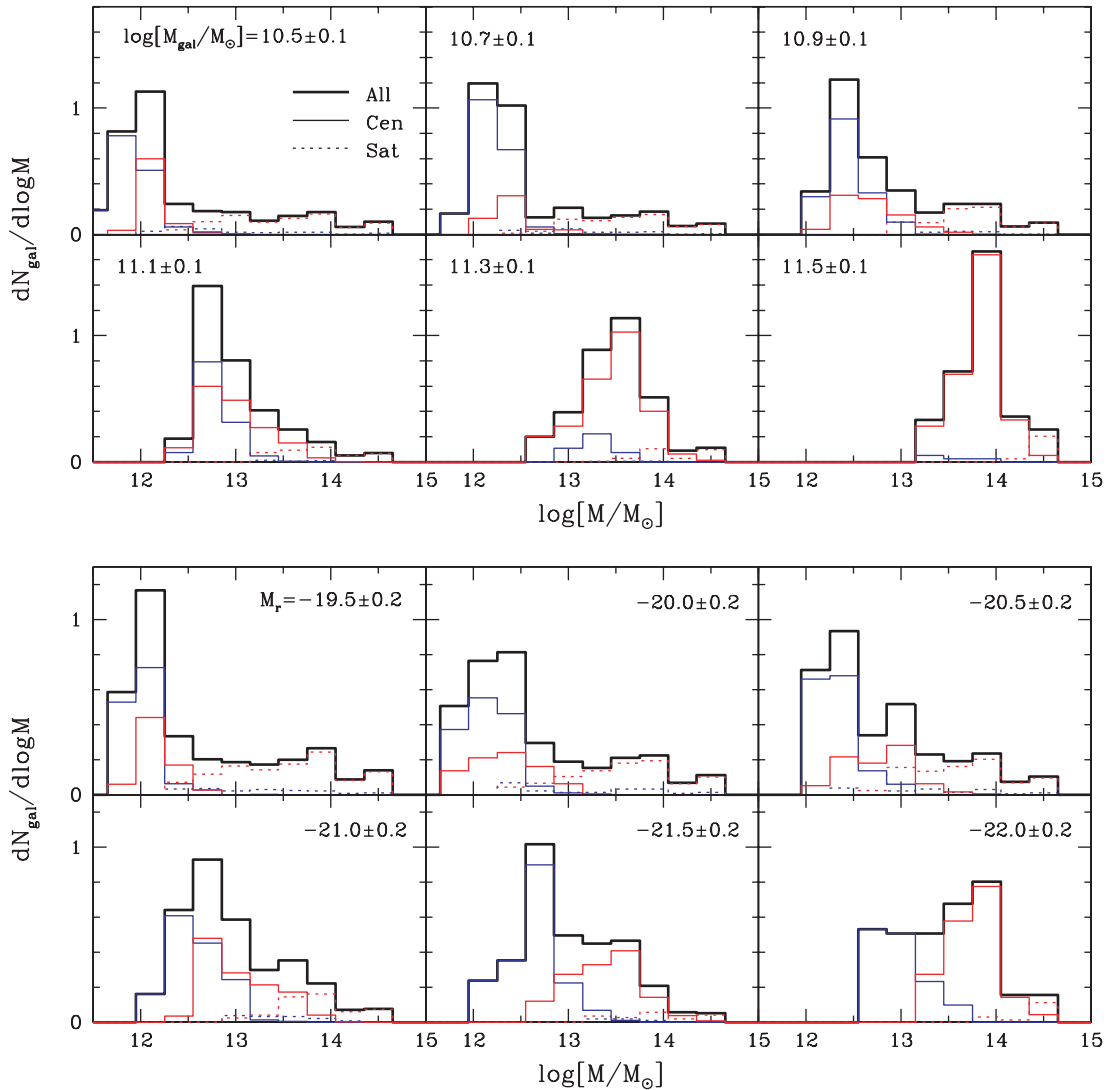 log[M_gal/M_⊙]=10.5±0.1
10.7±0.1
10.9±0.1
All
Cen
Sat
1
0
dN_gal/dlogM
11.1±0.1
11.3±0.1
11.5±0.1
1
0
12 13 14 15 12 13 14 15 12 13 14 15
log[M/M_⊙]
M_r=−19.5±0.2
−20.0±0.2
−20.5±0.2
1
0
dN_gal/dlogM
−21.0±0.2
−21.5±0.2
−22.0±0.2
1
0
12 13 14 15 12 13 14 15 12 13 14 15
log[M/M_⊙]